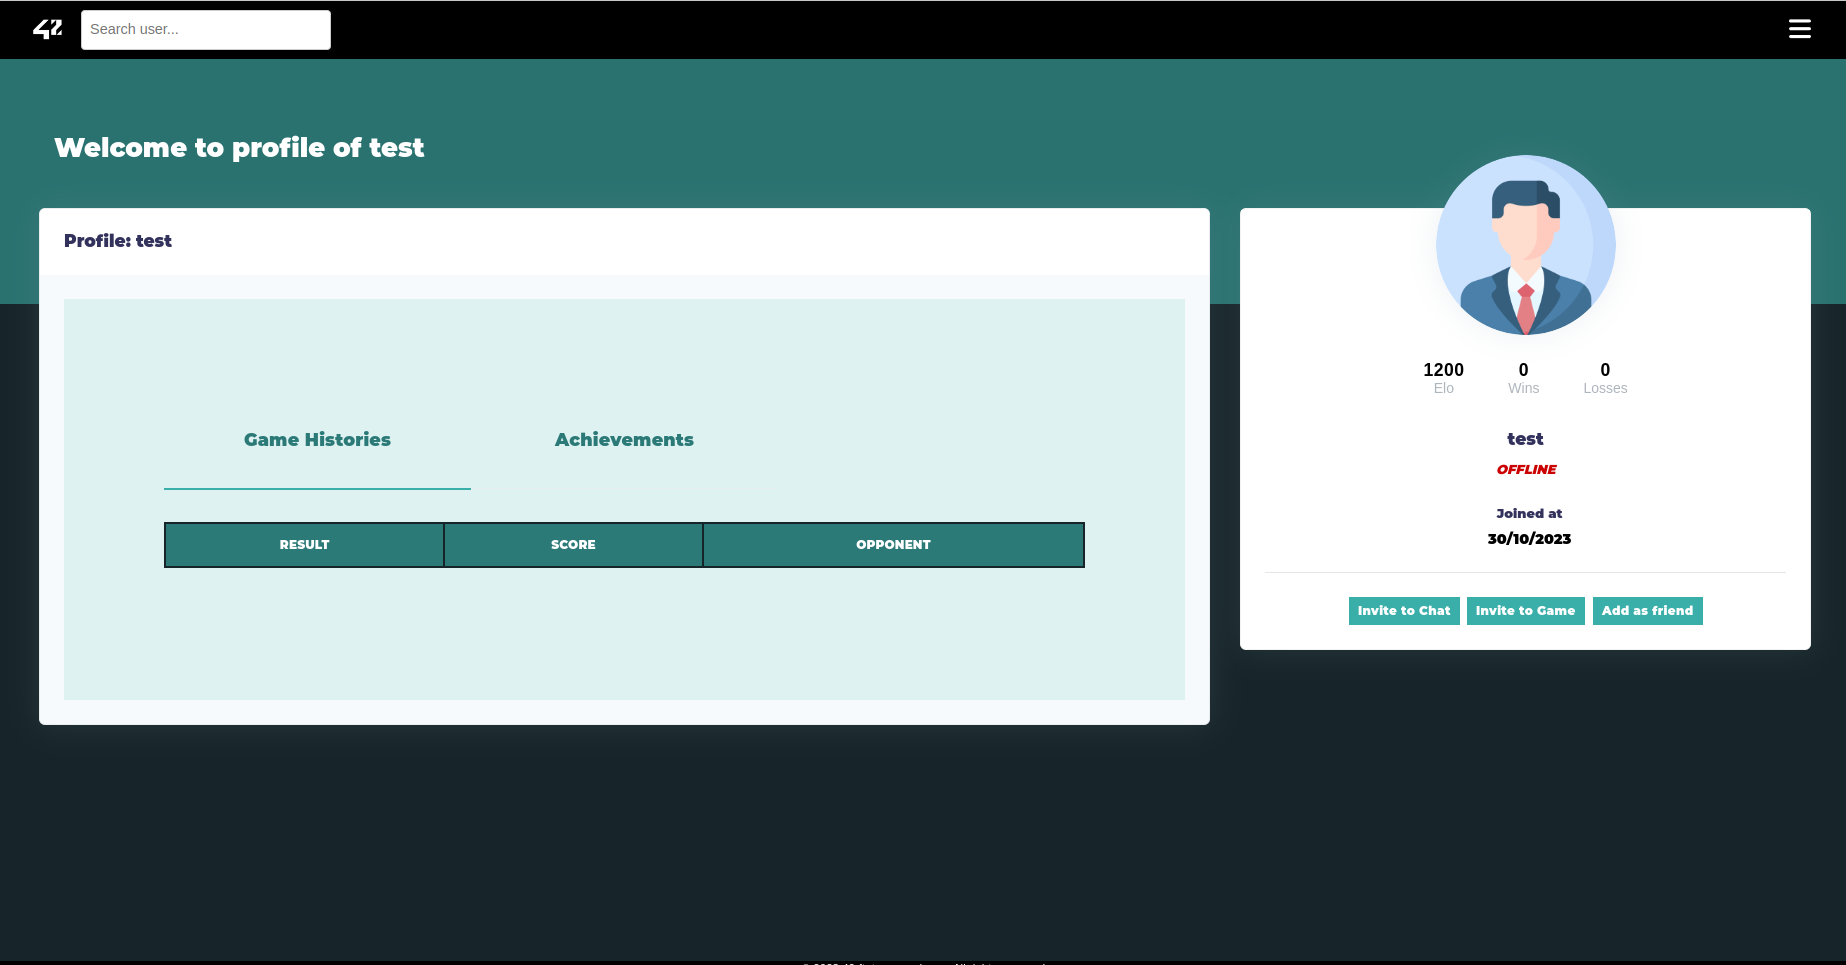 42
Search user...
Welcome to profile of test
Profile: test
Game Histories
Achievements
RESULT
SCORE
OPPONENT
1200
Elo
0
Wins
0
Losses
test
OFFLINE
Joined at
30/10/2023
Invite to Chat
Invite to Game
Add as friend